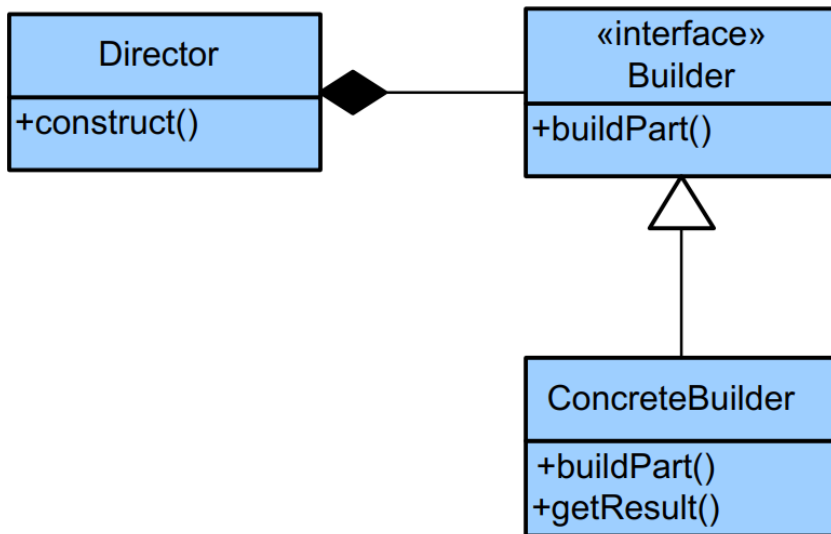 Director
+construct()
«interface»
Builder
+buildPart()
ConcreteBuilder
+buildPart()
+getResult()